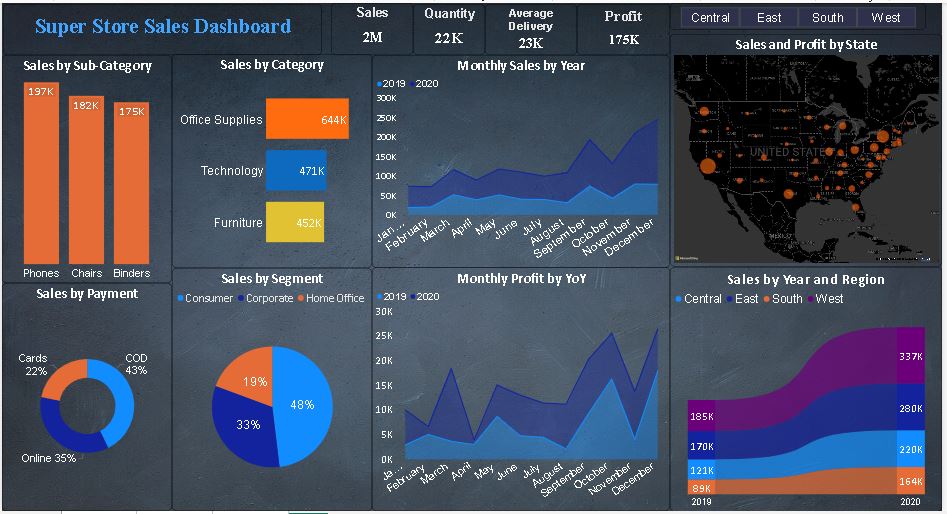 Super Store Sales Dashboard
Sales
2M
Quantity
22K
Average
Delivery
23K
Profit
175K
Central East South West
Sales by Sub-Category
197K
182K
175K
Phones Chairs Binders
Sales by Category
Office Supplies 644K
Technology 471K
Furniture 452K
Monthly Sales by Year
2019 2020
300K
250K
200K
150K
100K
50K
0K
Jan... February March April May June July August September October November December
Sales and Profit by State
UNITED STATES
MEXICO
Sales by Payment
Cards
22%
COD
43%
Online 35%
Sales by Segment
Consumer Corporate Home Office
19%
48%
33%
Monthly Profit by YoY
2019 2020
30K
25K
20K
15K
10K
5K
0K
Ja... February March April May June July August September October November December
Sales by Year and Region
Central East South West
337K
185K
280K
170K
220K
121K
164K
89K
2019 2020